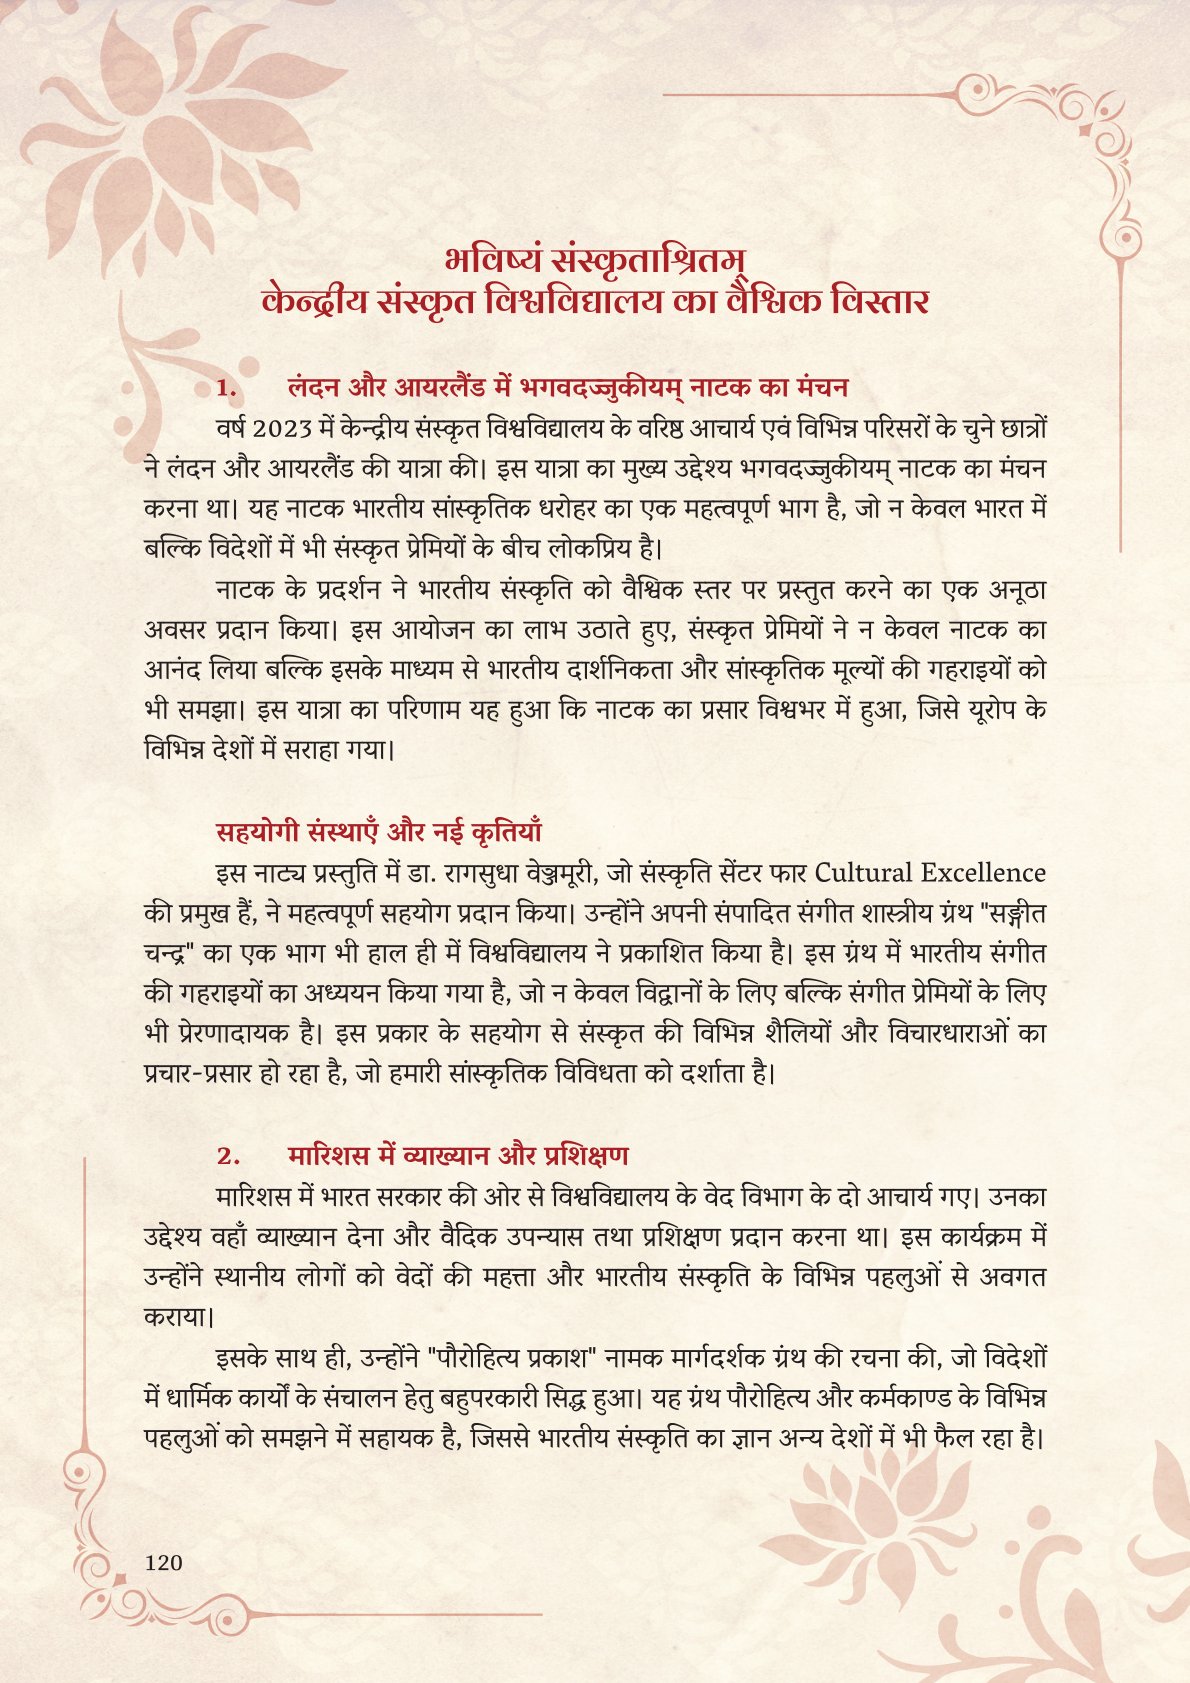 भविष्यं संस्कृताश्रितम्
केन्द्रीय संस्कृत विश्वविद्यालय का वैश्विक विस्तार
1. लंदन और आयरलैंड में भगवदज्जुकीयम् नाटक का मंचन
वर्ष 2023 में केन्द्रीय संस्कृत विश्वविद्यालय के वरिष्ठ आचार्य एवं विभिन्न परिसरों के चुने छात्रों
ने लंदन और आयरलैंड की यात्रा की। इस यात्रा का मुख्य उद्देश्य भगवदज्जुकीयम् नाटक का मंचन
करना था। यह नाटक भारतीय सांस्कृतिक धरोहर का एक महत्वपूर्ण भाग है, जो न केवल भारत में
बल्कि विदेशों में भी संस्कृत प्रेमियों के बीच लोकप्रिय है।
नाटक के प्रदर्शन ने भारतीय संस्कृति को वैश्विक स्तर पर प्रस्तुत करने का एक अनूठा
अवसर प्रदान किया। इस आयोजन का लाभ उठाते हुए, संस्कृत प्रेमियों ने न केवल नाटक का
आनंद लिया बल्कि इसके माध्यम से भारतीय दार्शनिकता और सांस्कृतिक मूल्यों की गहराइयों को
भी समझा। इस यात्रा का परिणाम यह हुआ कि नाटक का प्रसार विश्वभर में हुआ, जिसे यूरोप के
विभिन्न देशों में सराहा गया।
सहयोगी संस्थाएँ और नई कृतियाँ
इस नाट्य प्रस्तुति में डा. रागसुधा वेञ्जमूरी, जो संस्कृति सेंटर फार Cultural Excellence
की प्रमुख हैं, ने महत्वपूर्ण सहयोग प्रदान किया। उन्होंने अपनी संपादित संगीत शास्त्रीय ग्रंथ "सङ्गीत
चन्द्र" का एक भाग भी हाल ही में विश्वविद्यालय ने प्रकाशित किया है। इस ग्रंथ में भारतीय संगीत
की गहराइयों का अध्ययन किया गया है, जो न केवल विद्वानों के लिए बल्कि संगीत प्रेमियों के लिए
भी प्रेरणादायक है। इस प्रकार के सहयोग से संस्कृत की विभिन्न शैलियों और विचारधाराओं का
प्रचार-प्रसार हो रहा है, जो हमारी सांस्कृतिक विविधता को दर्शाता है।
2. मारिशस में व्याख्यान और प्रशिक्षण
मारिशस में भारत सरकार की ओर से विश्वविद्यालय के वेद विभाग के दो आचार्य गए। उनका
उद्देश्य वहाँ व्याख्यान देना और वैदिक उपन्यास तथा प्रशिक्षण प्रदान करना था। इस कार्यक्रम में
उन्होंने स्थानीय लोगों को वेदों की महत्ता और भारतीय संस्कृति के विभिन्न पहलुओं से अवगत
कराया।
इसके साथ ही, उन्होंने "पौरोहित्य प्रकाश" नामक मार्गदर्शक ग्रंथ की रचना की, जो विदेशों
में धार्मिक कार्यों के संचालन हेतु बहुपरकारी सिद्ध हुआ। यह ग्रंथ पौरोहित्य और कर्मकाण्ड के विभिन्न
पहलुओं को समझने में सहायक है, जिससे भारतीय संस्कृति का ज्ञान अन्य देशों में भी फैल रहा है।
120